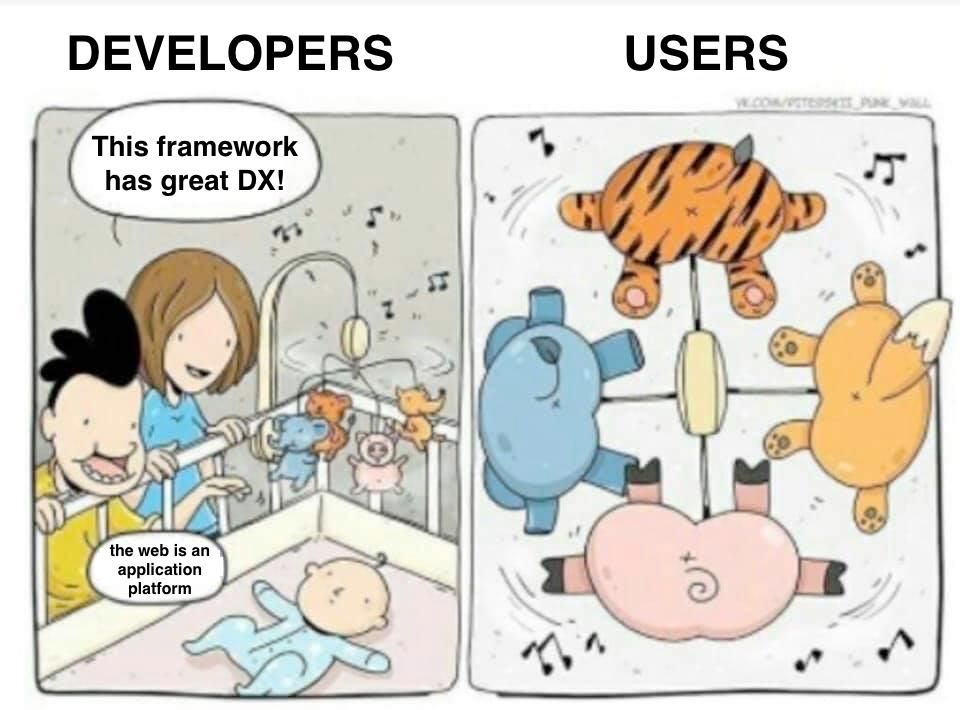 DEVELOPERS
USERS
This framework
has great DX!
the web is an
application
platform